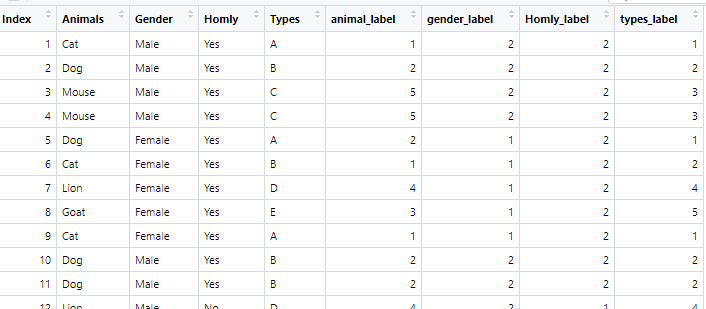 Index Animals Gender Homly Types animal_label gender_label Homly_label types_label
1 Cat Male Yes A 1 2 2 1
2 Dog Male Yes B 2 2 2 2
3 Mouse Male Yes C 5 2 2 3
4 Mouse Male Yes C 5 2 2 3
5 Dog Female Yes A 2 1 2 1
6 Cat Female Yes B 1 1 2 2
7 Lion Female Yes D 4 1 2 4
8 Goat Female Yes E 3 1 2 5
9 Cat Female Yes A 1 1 2 1
10 Dog Male Yes B 2 2 2 2
11 Dog Male Yes B 2 2 2 2
12 Lion Male No D 4 2 1 4